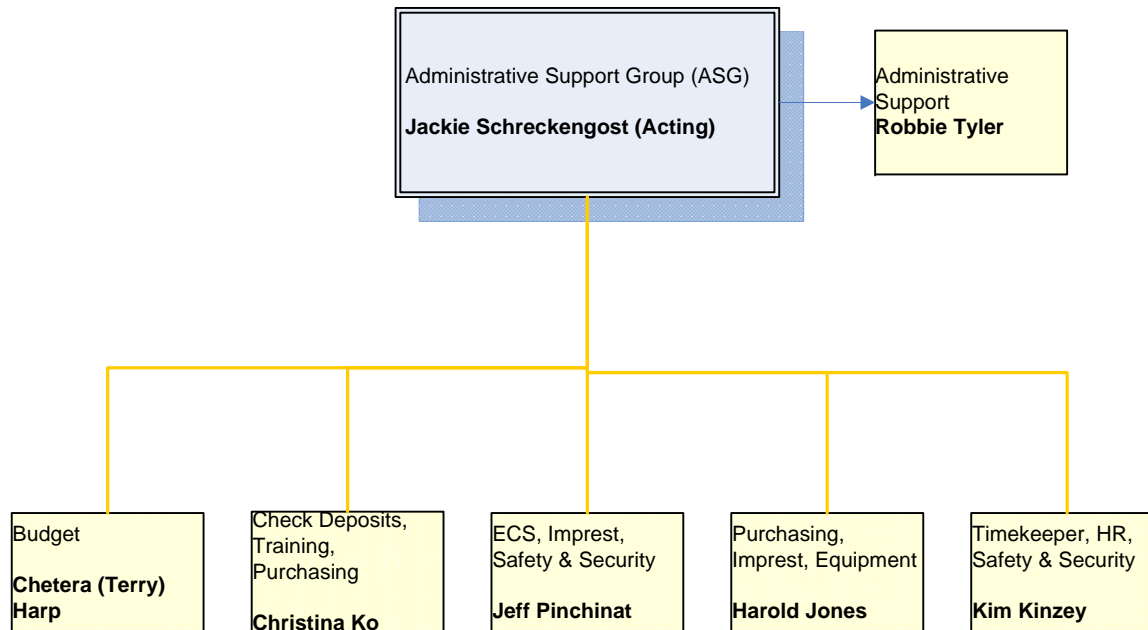 Administrative Support Group (ASG)
Jackie Schreckengost (Acting)
Administrative
Support
Robbie Tyler
Budget
Chetera (Terry)
Harp
Check Deposits,
Training,
Purchasing
Christina Ko
ECS, Imprest,
Safety & Security
Jeff Pinchinat
Purchasing,
Imprest, Equipment
Harold Jones
Timekeeper, HR,
Safety & Security
Kim Kinzey